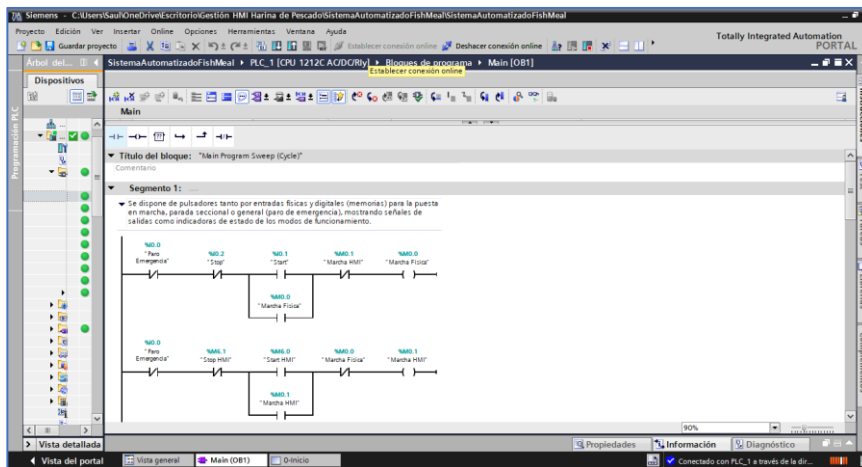 Siemens - C:\Users\Saul\OneDrive\Escritorio\Gestión HMI Harina de Pescado\SistemaAutomatizadoFishMeal\SistemaAutomatizadoFishMeal
Proyecto Edición Ver Insertar Online Opciones Herramientas Ventana Ayuda
Totally Integrated Automation
PORTAL
Guardar proyecto
Establecer conexión online
Deshacer conexión online
Árbol del...
SistemaAutomatizadoFishMeal PLC_1 [CPU 1212C AC/DC/Rly] Bloques de programa Main [OB1]
Establecer conexión online
Dispositivos
Programación PLC
Main
Título del bloque: "Main Program Sweep (Cycle)"
Comentario
Segmento 1: ....
Se dispone de pulsadores tanto por entradas físicas y digitales (memorias) para la puesta
en marcha, parada seccional o general (paro de emergencia), mostrando señales de
salidas como indicadoras de estado de los modos de funcionamiento.
%I0.0 %I0.2 %I0.1 %M0.1 %M0.0
"Paro Emergencia" "Stop" "Start" "Marcha HMI" "Marcha Física"
%M0.0
"Marcha Física"
%I0.0 %M6.1 %M6.0 %M0.0 %M0.1
"Paro Emergencia" "Stop HMI" "Start HMI" "Marcha Física" "Marcha HMI"
%M0.1
"Marcha HMI"
90%
Vista detallada
Propiedades Información Diagnóstico
Vista del portal Vista general Main (OB1) 0-Inicio
Conectado con PLC_1 a través de la dir...